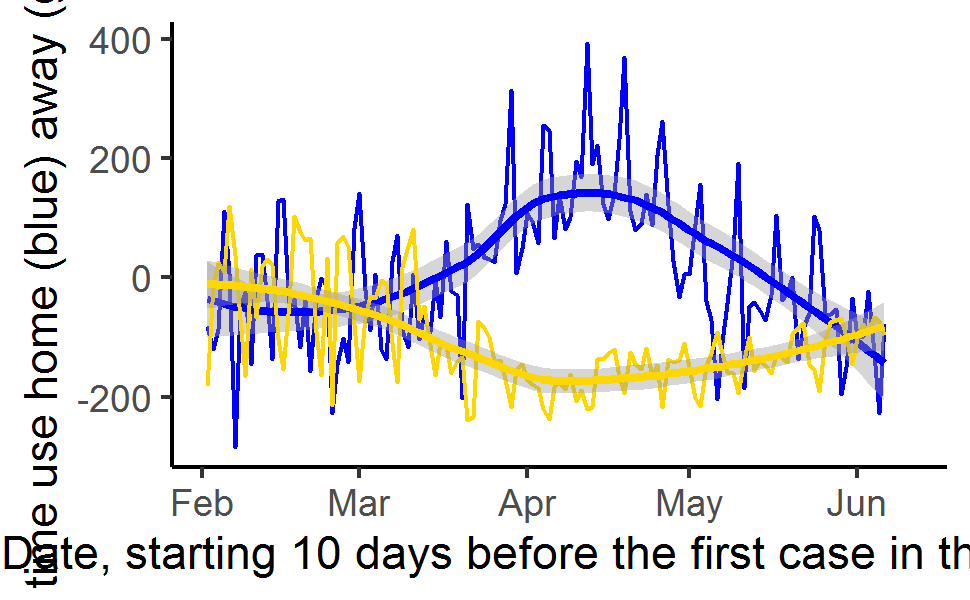 time use home (blue) away (
400
200
0
-200
Feb Mar Apr May Jun
Date, starting 10 days before the first case in th